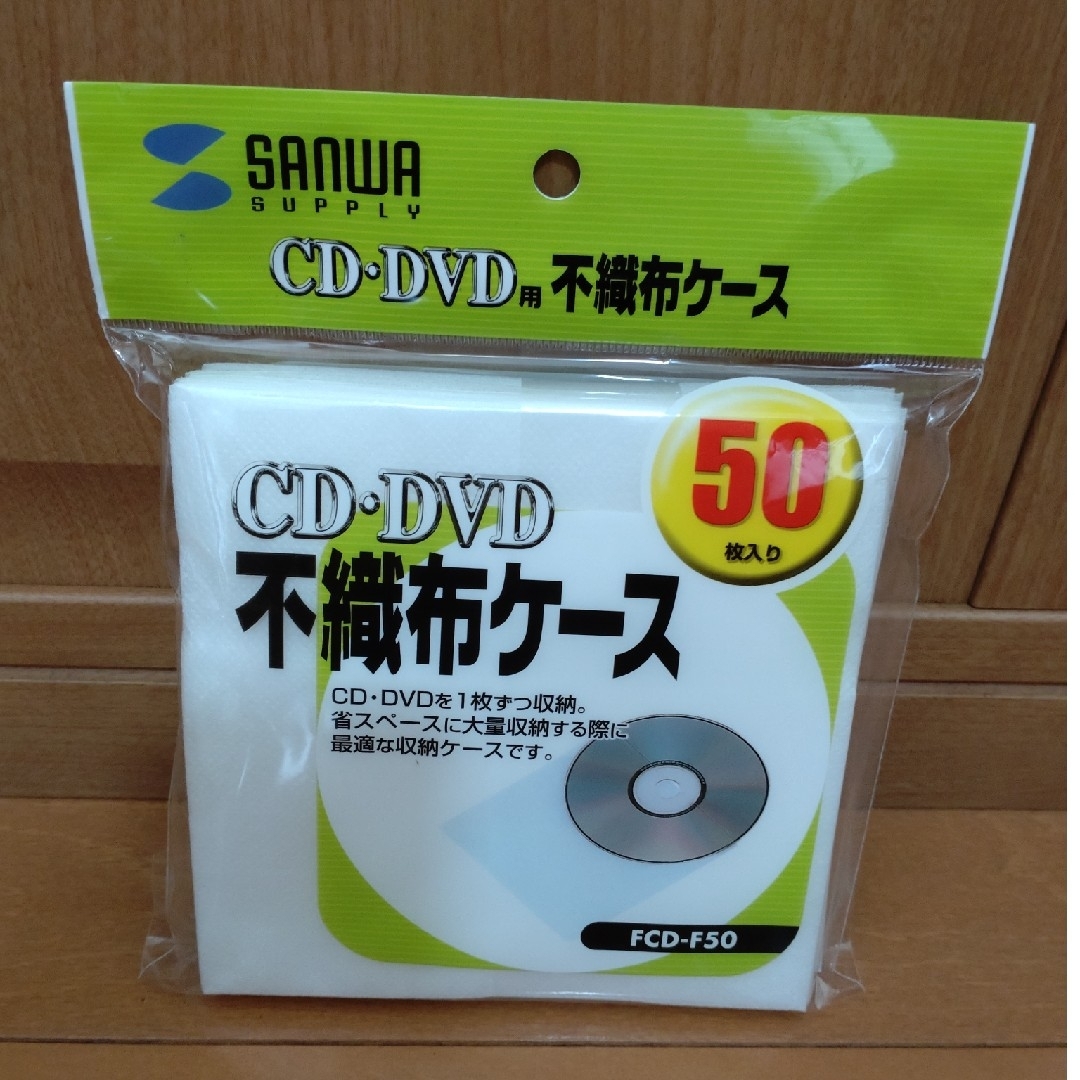 SANWA
SUPPLY
CD・DVD用 不織布ケース
50
枚入り
CD・DVD
不織布ケース
CD・DVDを1枚ずつ収納。
省スペースに大量収納する際に
最適な収納ケースです。
FCD-F50